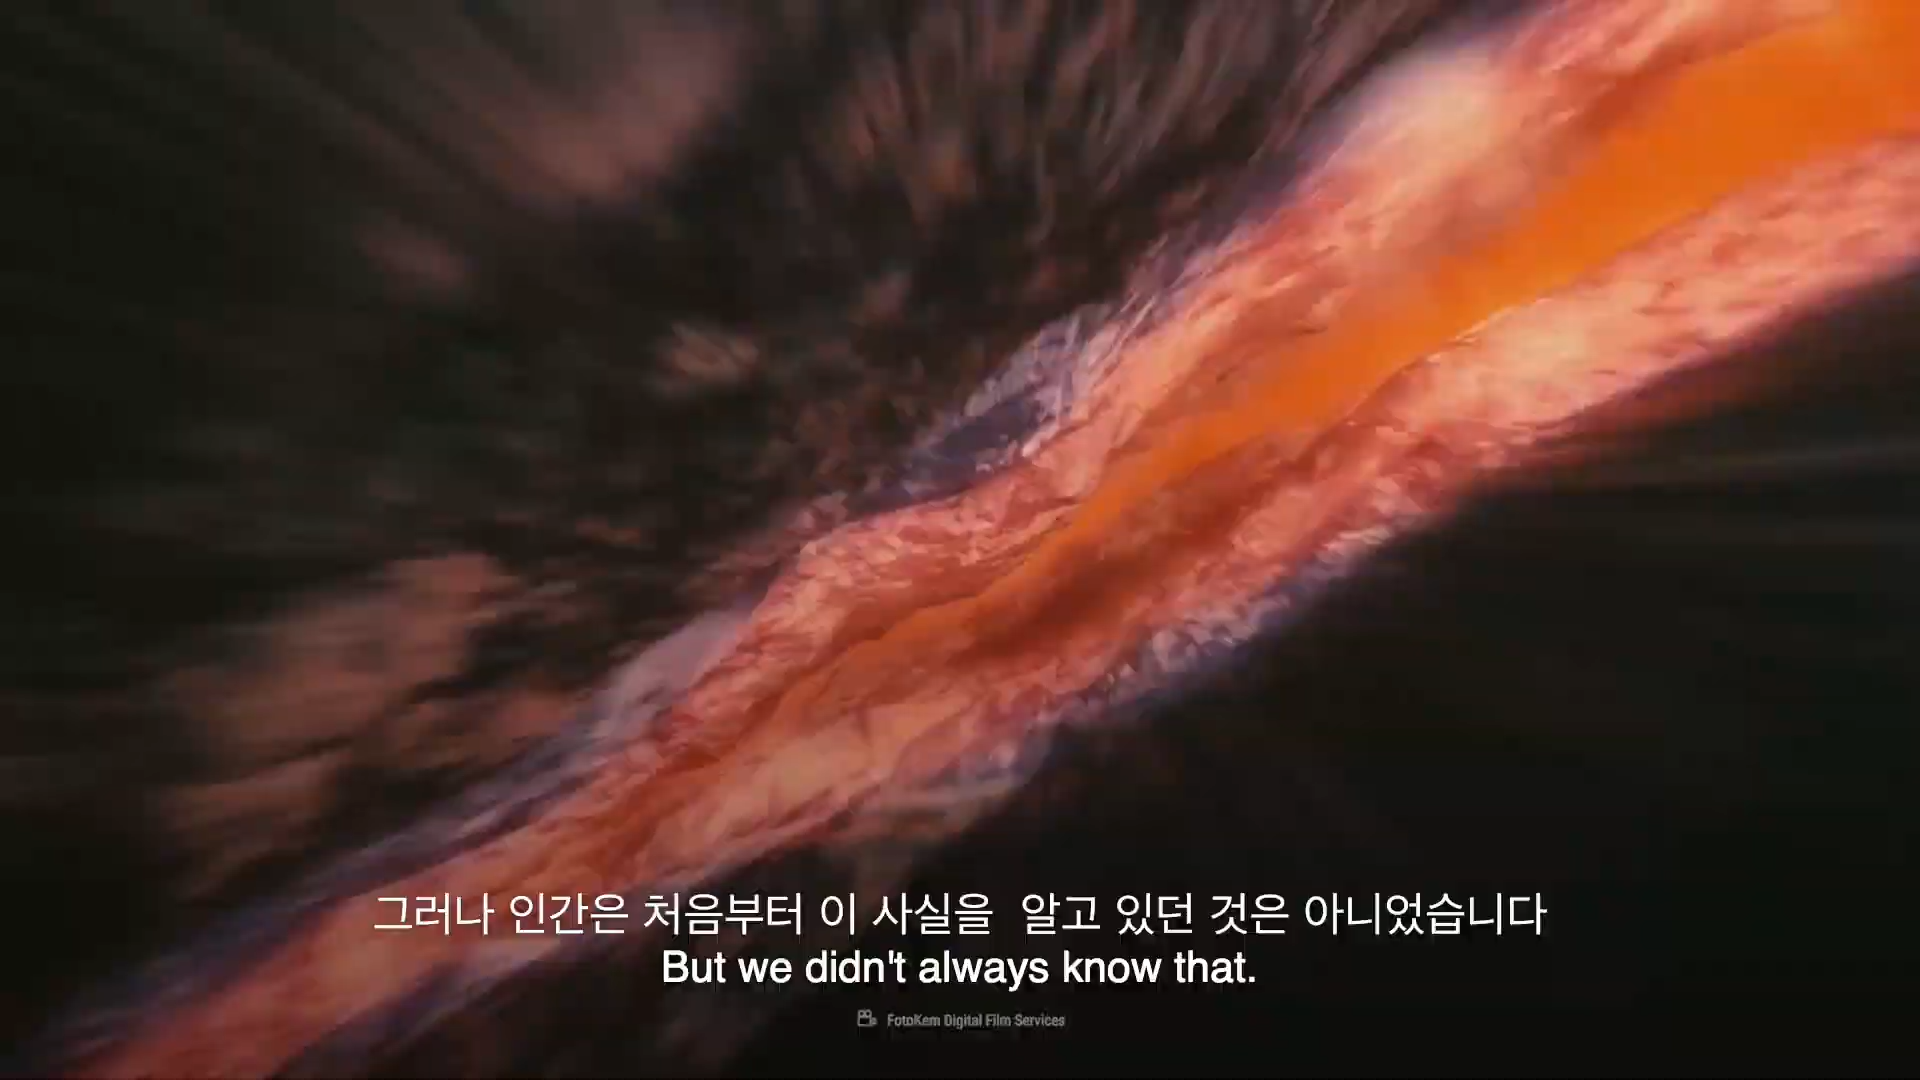 그러나 인간은 처음부터 이 사실을 알고 있던 것은 아니었습니다
But we didn't always know that.
FotoKem Digital Film Services